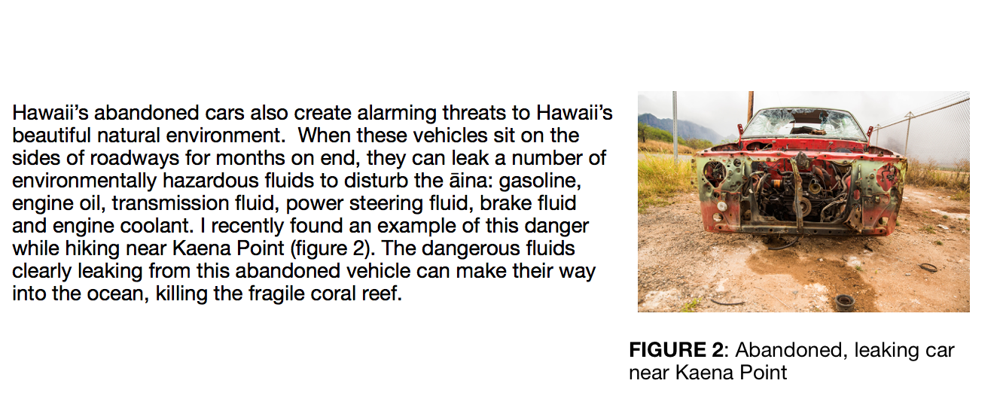 Hawaii’s abandoned cars also create alarming threats to Hawaii’s
beautiful natural environment.  When these vehicles sit on the
sides of roadways for months on end, they can leak a number of
environmentally hazardous fluids to disturb the āina: gasoline,
engine oil, transmission fluid, power steering fluid, brake fluid
and engine coolant. I recently found an example of this danger
while hiking near Kaena Point (figure 2). The dangerous fluids
clearly leaking from this abandoned vehicle can make their way
into the ocean, killing the fragile coral reef.
FIGURE 2: Abandoned, leaking car
near Kaena Point